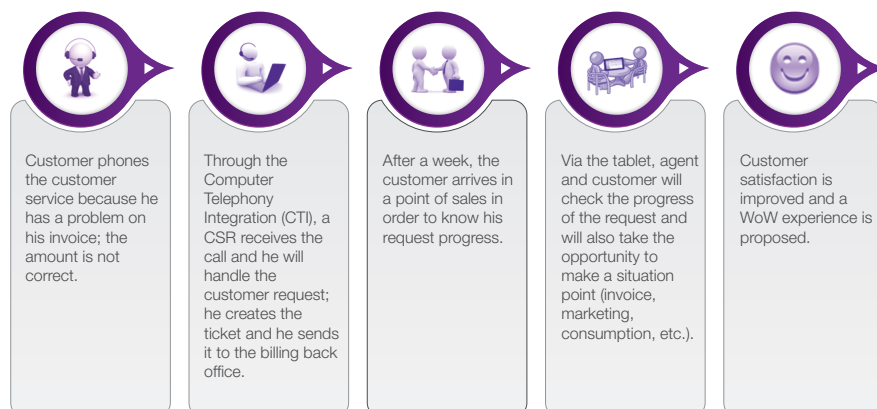 Customer phones
the customer
service because he
has a problem on
his invoice; the
amount is not
correct.
Through the
Computer
Telephony
Integration (CTI), a
CSR receives the
call and he will
handle the
customer request;
he creates the
ticket and he sends
it to the billing back
office.
After a week, the
customer arrives in
a point of sales in
order to know his
request progress.
Via the tablet, agent
and customer will
check the progress
of the request and
will also take the
opportunity to
make a situation
point (invoice,
marketing,
consumption, etc.).
Customer
satisfaction is
improved and a
WoW experience is
proposed.